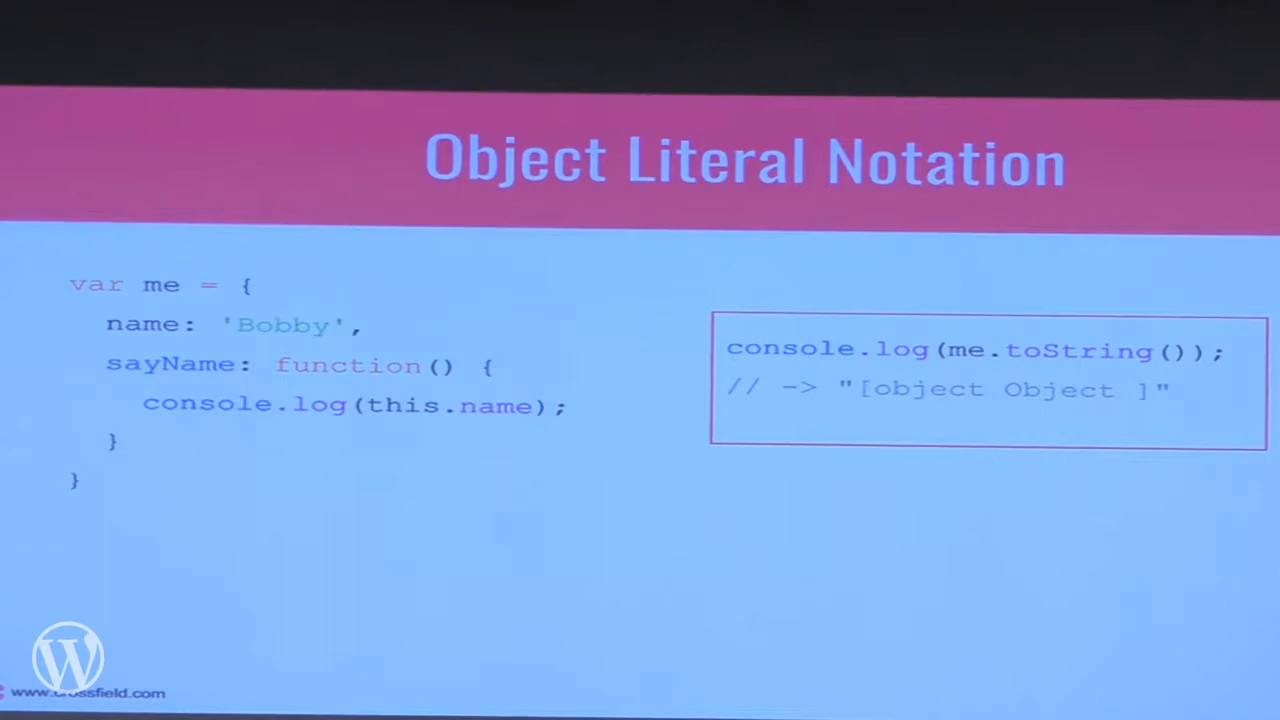 Object Literal Notation
var me = {
name: 'Bobby',
sayName: function() {
console.log(this.name);
}
}
console.log(me.toString());
// -> "[object Object ]"
W